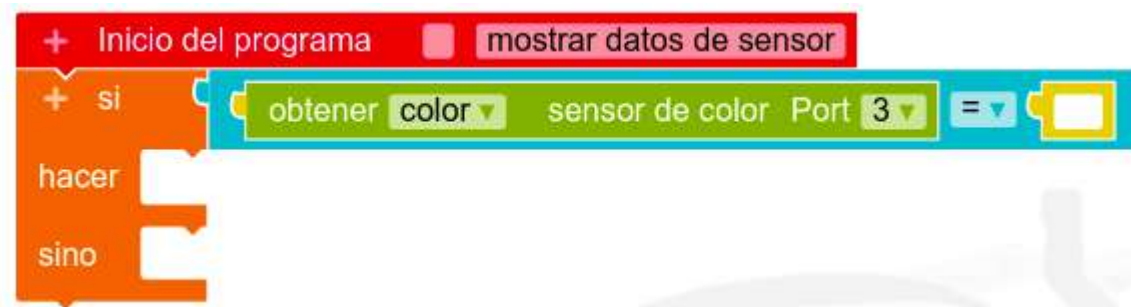 + Inicio del programa mostrar datos de sensor
+ si obtener color sensor de color Port 3 =
hacer
sino